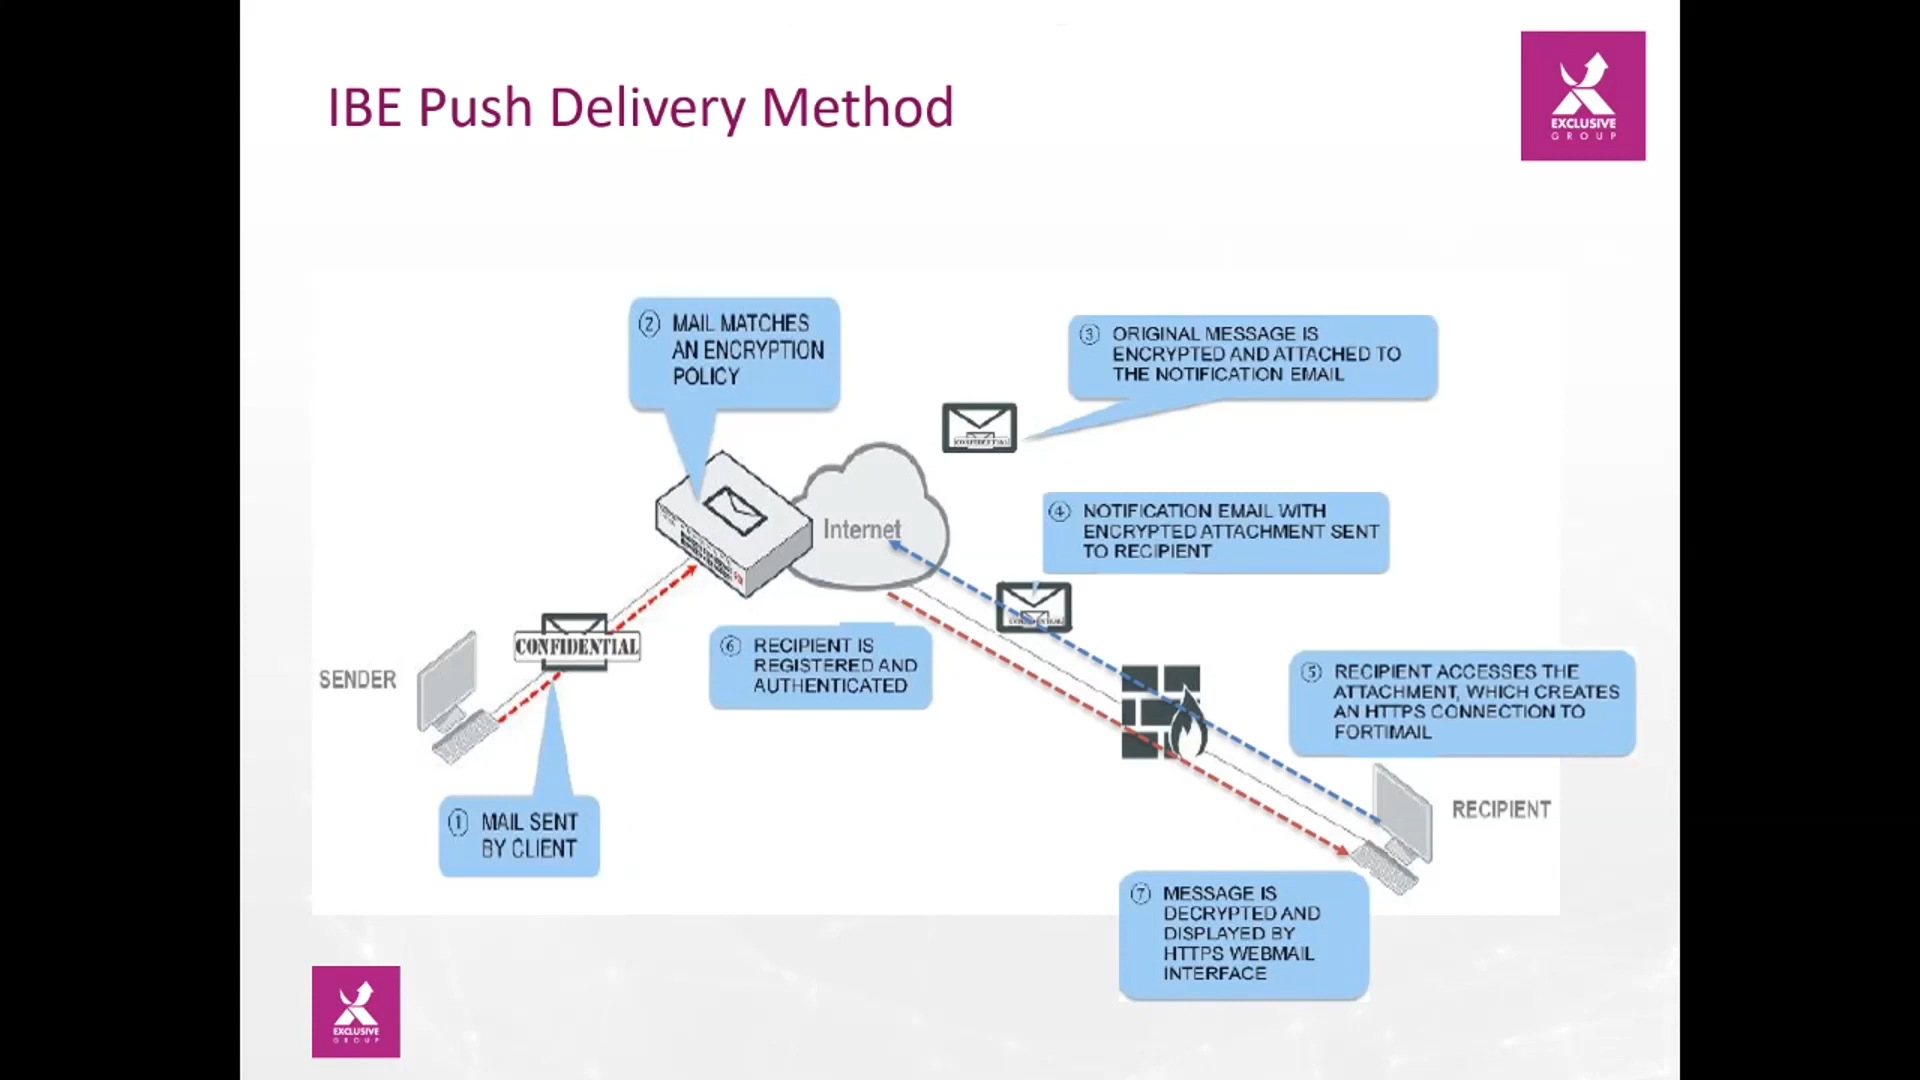 IBE Push Delivery Method
EXCLUSIVE
GROUP
② MAIL MATCHES
AN ENCRYPTION
POLICY
③ ORIGINAL MESSAGE IS
ENCRYPTED AND ATTACHED TO
THE NOTIFICATION EMAIL
CONFIDENTIAL
Internet
④ NOTIFICATION EMAIL WITH
ENCRYPTED ATTACHMENT SENT
TO RECIPIENT
CONFIDENTIAL
CONFIDENTIAL
SENDER
⑥ RECIPIENT IS
REGISTERED AND
AUTHENTICATED
⑤ RECIPIENT ACCESSES THE
ATTACHMENT, WHICH CREATES
AN HTTPS CONNECTION TO
FORTIMAIL
RECIPIENT
① MAIL SENT
BY CLIENT
⑦ MESSAGE IS
DECRYPTED AND
DISPLAYED BY
HTTPS WEBMAIL
INTERFACE
EXCLUSIVE
GROUP